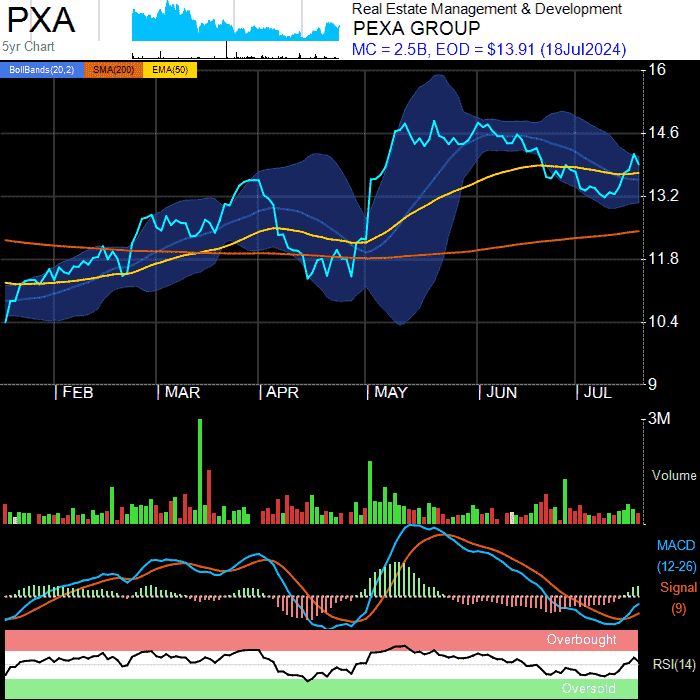 PXA
5yr Chart
Real Estate Management & Development
PEXA GROUP
MC = 2.5B, EOD = $13.91 (18Jul2024)
BollBands(20,2) SMA(200) EMA(50)
16
14.6
13.2
11.8
10.4
9
| FEB | MAR | APR | MAY | JUN | JUL
3M
Volume
MACD
(12-26)
Signal
(9)
Overbought
RSI(14)
Oversold